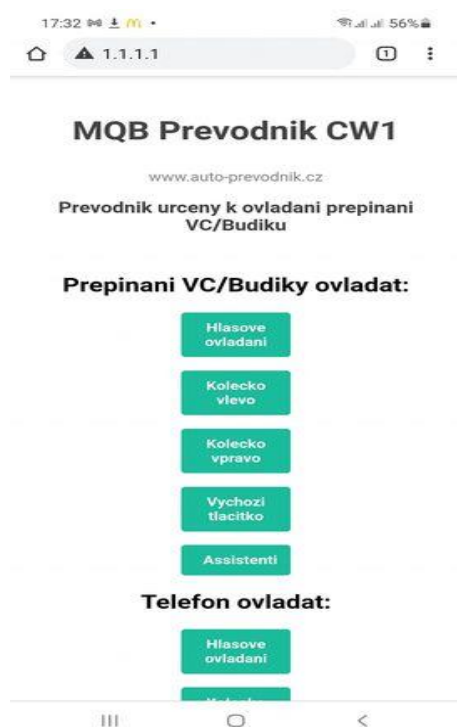 17:32
56%
1.1.1.1
1
MQB Prevodnik CW1
www.auto-prevodnik.cz
Prevodnik urceny k ovladani prepinani
VC/Budiku
Prepinani VC/Budiky ovladat:
Hlasove
ovladani
Kolecko
vlevo
Kolecko
vpravo
Vychozi
tlacitko
Assistenti
Telefon ovladat:
Hlasove
ovladani